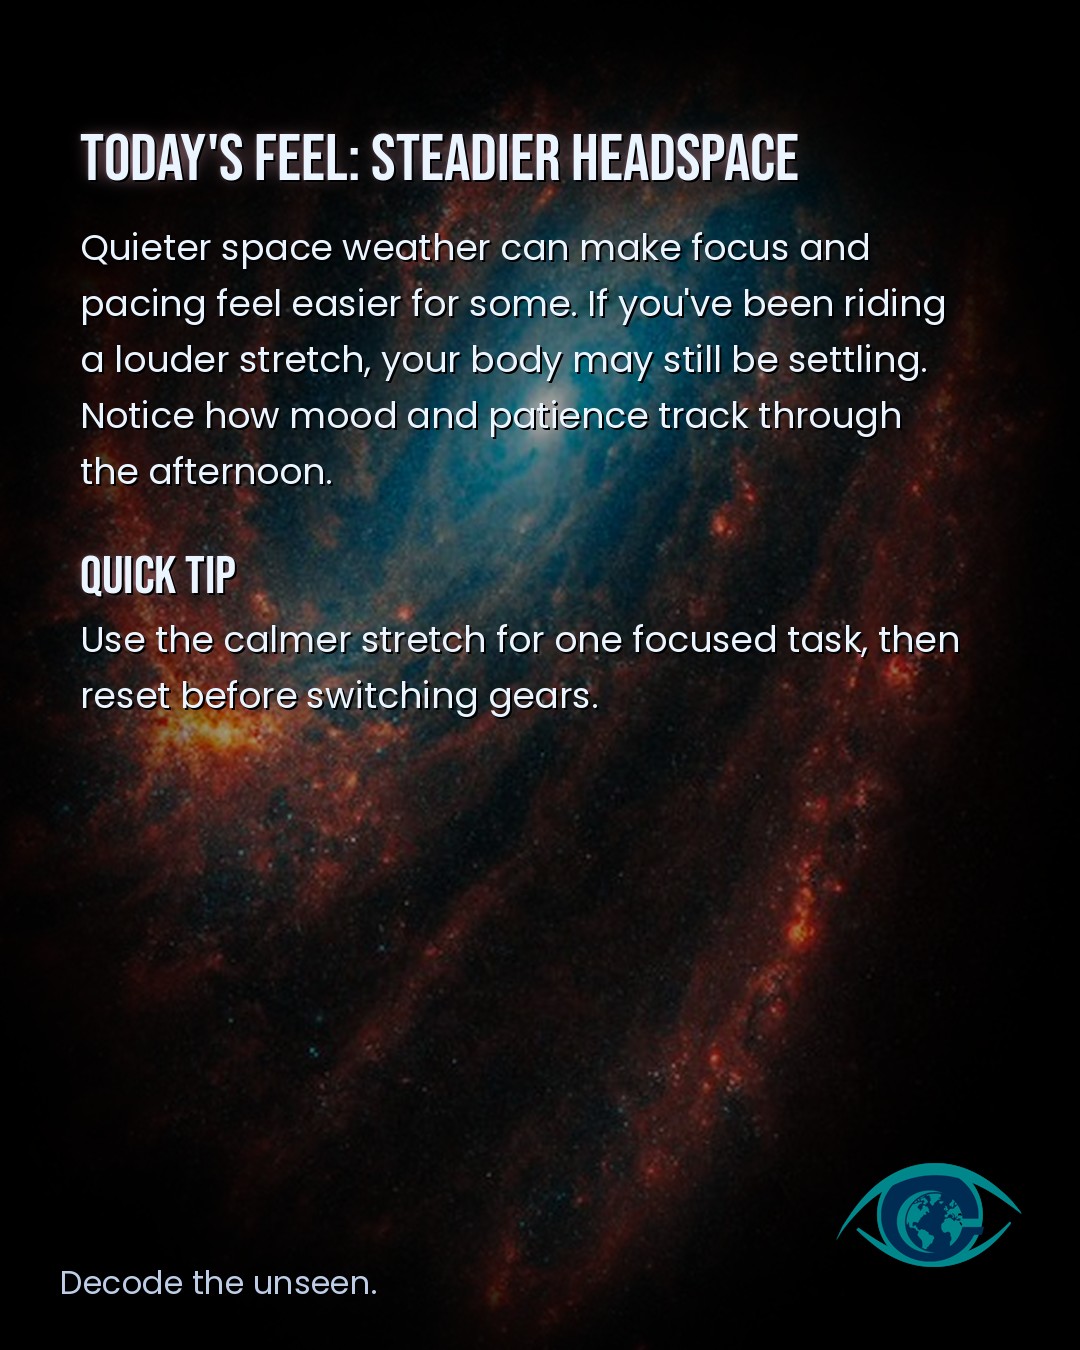 TODAY'S FEEL: STEADIER HEADSPACE
Quieter space weather can make focus and
pacing feel easier for some. If you've been riding
a louder stretch, your body may still be settling.
Notice how mood and patience track through
the afternoon.
QUICK TIP
Use the calmer stretch for one focused task, then
reset before switching gears.
Decode the unseen.